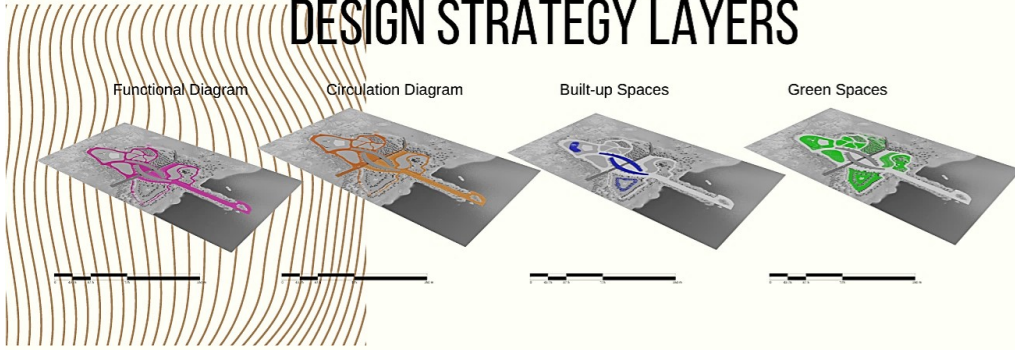 DESIGN STRATEGY LAYERS
Functional Diagram
Circulation Diagram
Built-up Spaces
Green Spaces